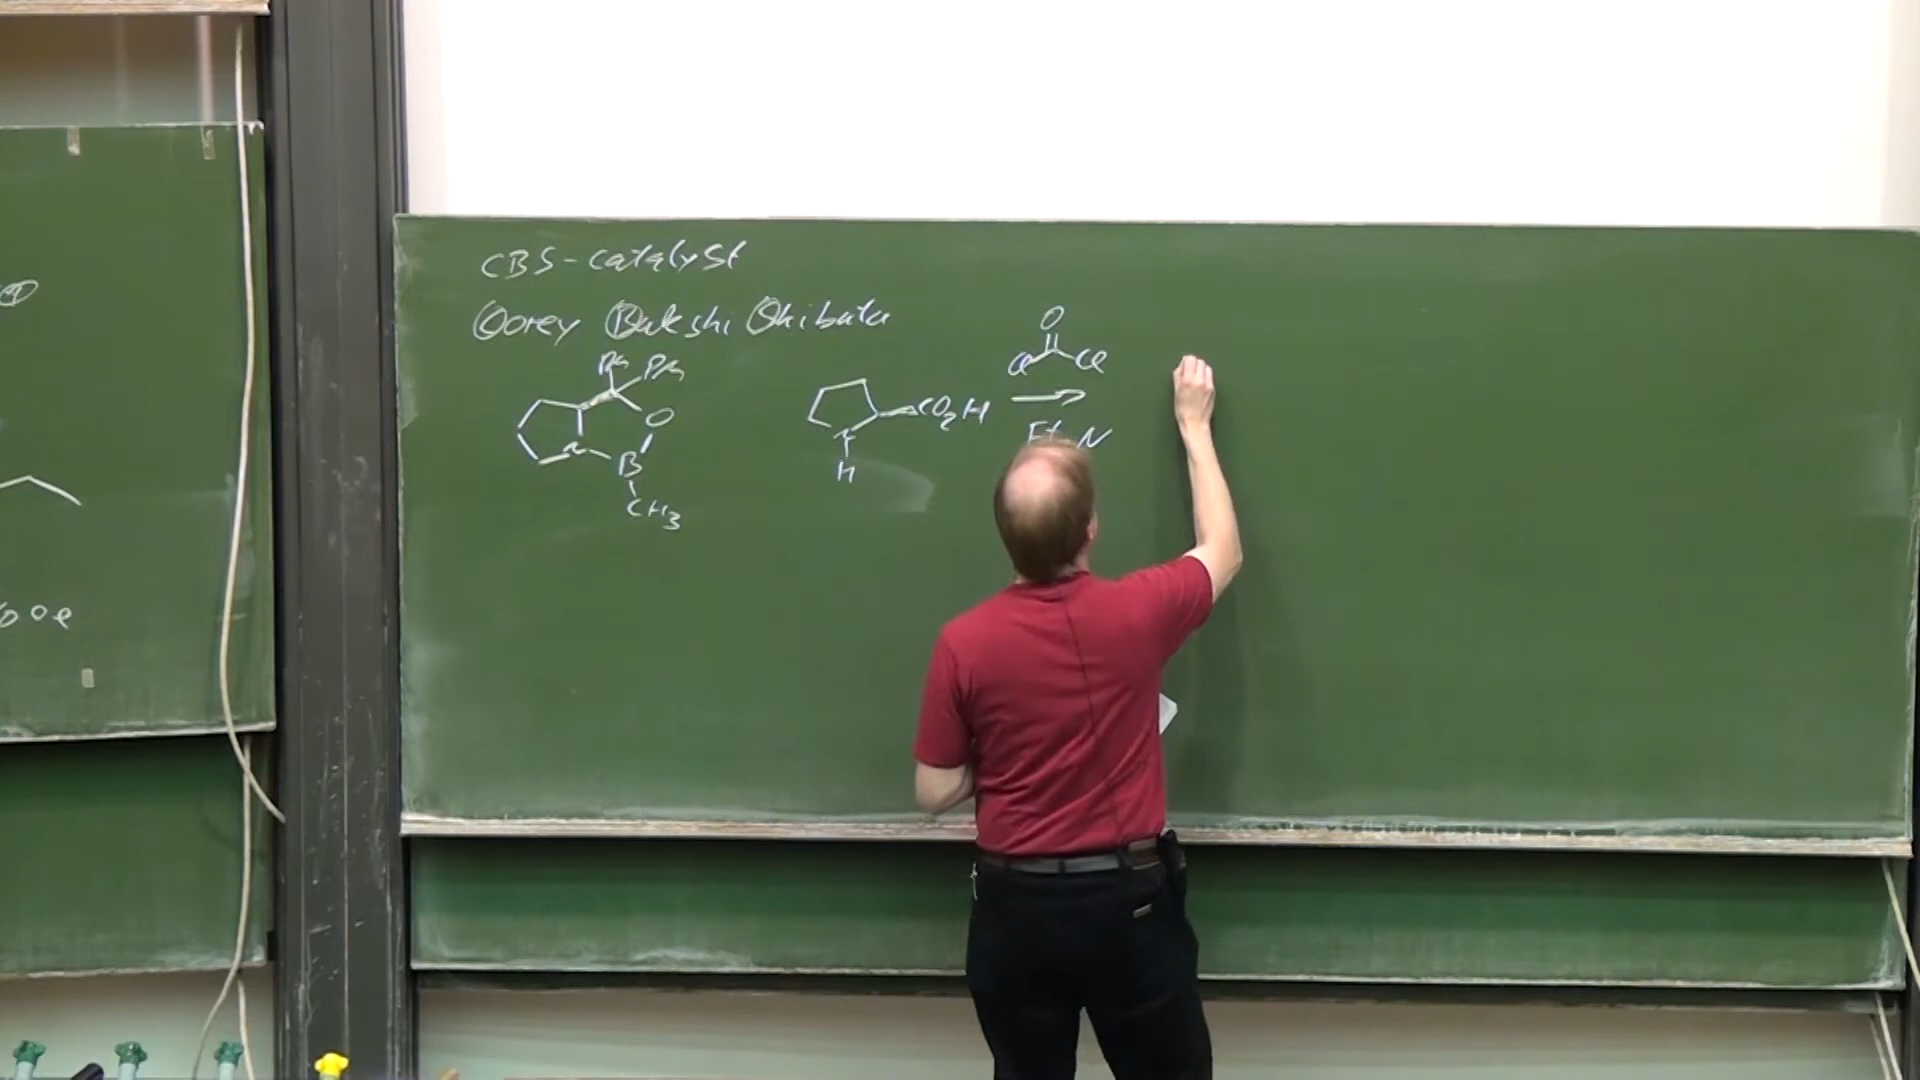 CBS-catalyst
Corey Bakshi Shibata
Ph Ph
O
N B
CH3
N
H
CO2H
O
Cl Cl
Et3N